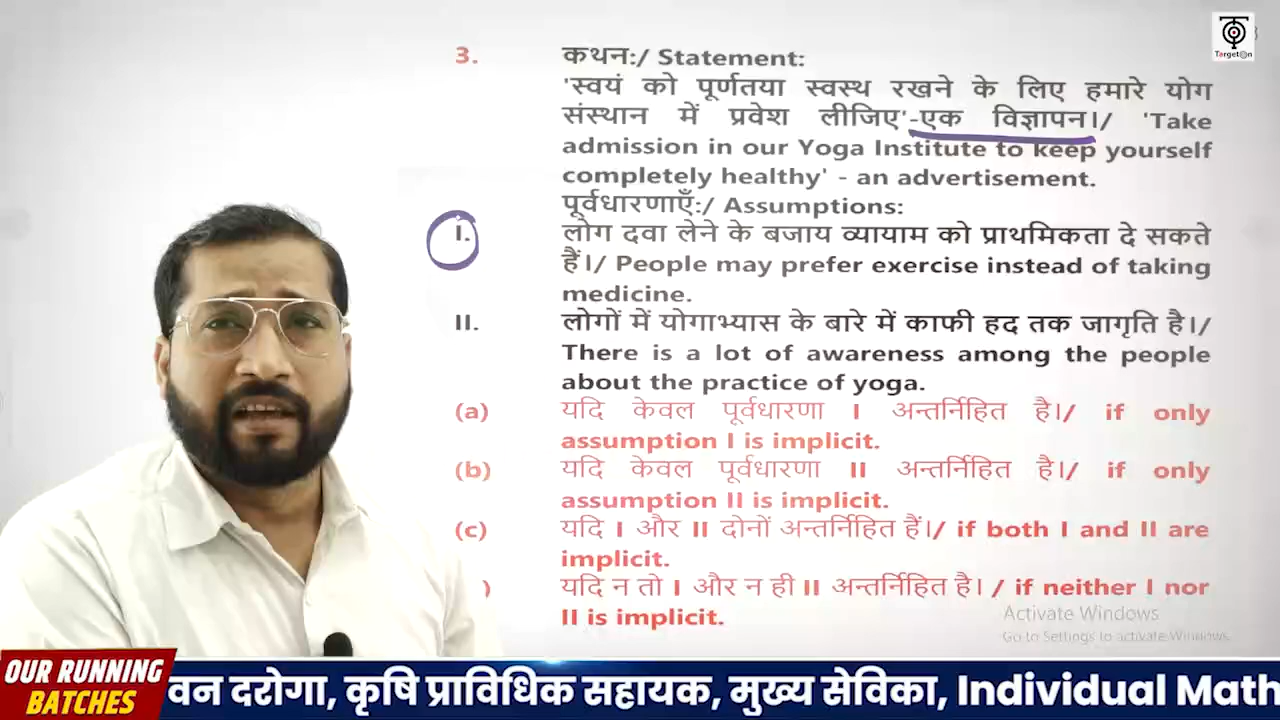 TargetOn
3. कथन:/ Statement:
'स्वयं को पूर्णतया स्वस्थ रखने के लिए हमारे योग
संस्थान में प्रवेश लीजिए'-एक विज्ञापन।/ 'Take
admission in our Yoga Institute to keep yourself
completely healthy' - an advertisement.
पूर्वधारणाएँ:/ Assumptions:
I. लोग दवा लेने के बजाय व्यायाम को प्राथमिकता दे सकते
हैं।/ People may prefer exercise instead of taking
medicine.
II. लोगों में योगाभ्यास के बारे में काफी हद तक जागृति है।/
There is a lot of awareness among the people
about the practice of yoga.
(a) यदि केवल पूर्वधारणा I अन्तर्निहित है।/ if only
assumption I is implicit.
(b) यदि केवल पूर्वधारणा II अन्तर्निहित है।/ if only
assumption II is implicit.
(c) यदि I और II दोनों अन्तर्निहित हैं।/ if both I and II are
implicit.
) यदि न तो I और न ही II अन्तर्निहित है। / if neither I nor
II is implicit.
Activate Windows
Go to Settings to activate Windows.
OUR RUNNING
BATCHES
वन दरोगा, कृषि प्राविधिक सहायक, मुख्य सेविका, Individual Math